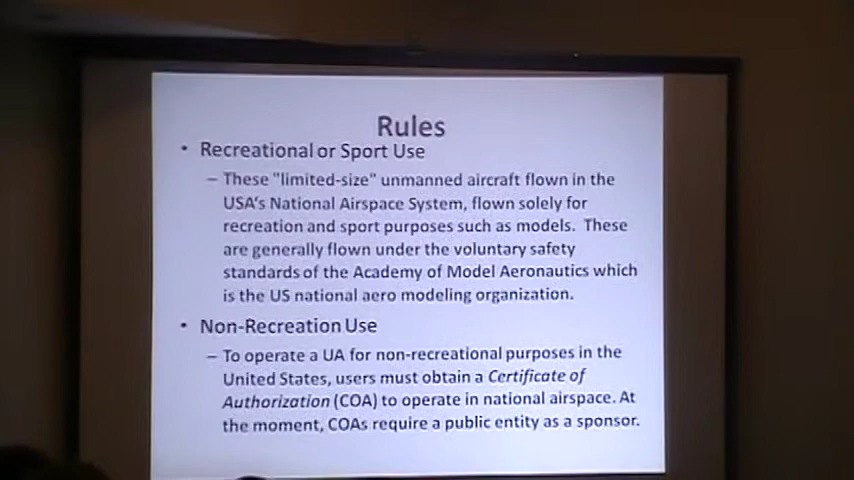 Rules
• Recreational or Sport Use
– These "limited-size" unmanned aircraft flown in the
USA's National Airspace System, flown solely for
recreation and sport purposes such as models. These
are generally flown under the voluntary safety
standards of the Academy of Model Aeronautics which
is the US national aero modeling organization.
• Non-Recreation Use
– To operate a UA for non-recreational purposes in the
United States, users must obtain a Certificate of
Authorization (COA) to operate in national airspace. At
the moment, COAs require a public entity as a sponsor.